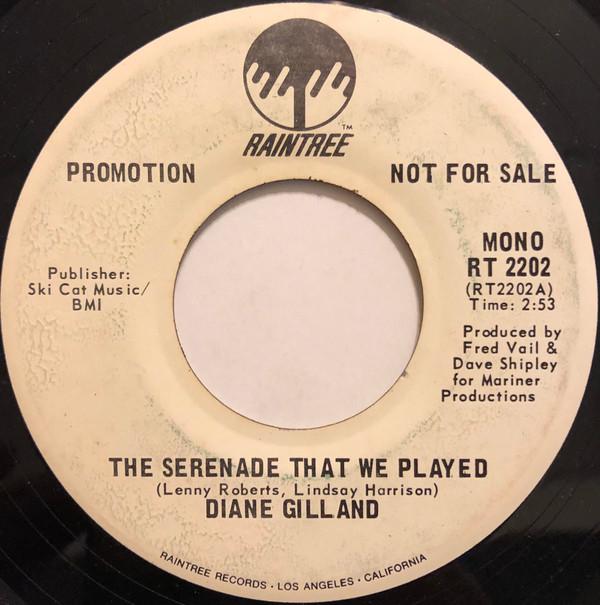 RAINTREE™
PROMOTION
NOT FOR SALE
MONO
RT 2202
(RT2202A)
Time: 2:53
Publisher:
Ski Cat Music/
BMI
Produced by
Fred Vail &
Dave Shipley
for Mariner
Productions
THE SERENADE THAT WE PLAYED
(Lenny Roberts, Lindsay Harrison)
DIANE GILLAND
RAINTREE RECORDS · LOS ANGELES · CALIFORNIA